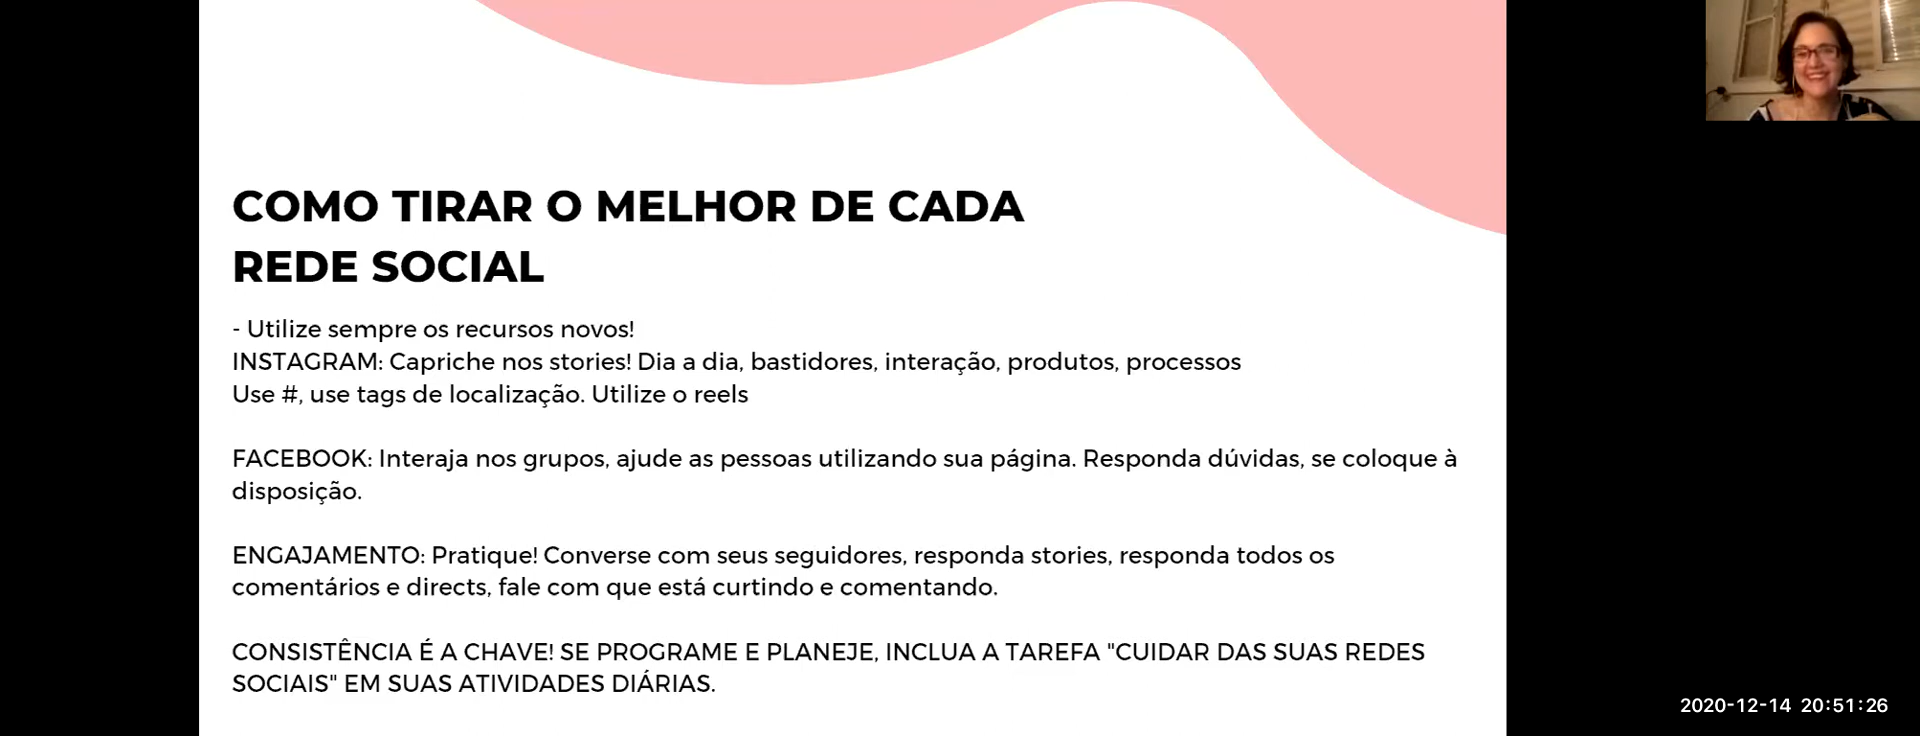 COMO TIRAR O MELHOR DE CADA
REDE SOCIAL
- Utilize sempre os recursos novos!
INSTAGRAM: Capriche nos stories! Dia a dia, bastidores, interação, produtos, processos
Use #, use tags de localização. Utilize o reels
FACEBOOK: Interaja nos grupos, ajude as pessoas utilizando sua página. Responda dúvidas, se coloque à
disposição.
ENGAJAMENTO: Pratique! Converse com seus seguidores, responda stories, responda todos os
comentários e directs, fale com que está curtindo e comentando.
CONSISTÊNCIA É A CHAVE! SE PROGRAME E PLANEJE, INCLUA A TAREFA "CUIDAR DAS SUAS REDES
SOCIAIS" EM SUAS ATIVIDADES DIÁRIAS.
2020-12-14 20:51:26